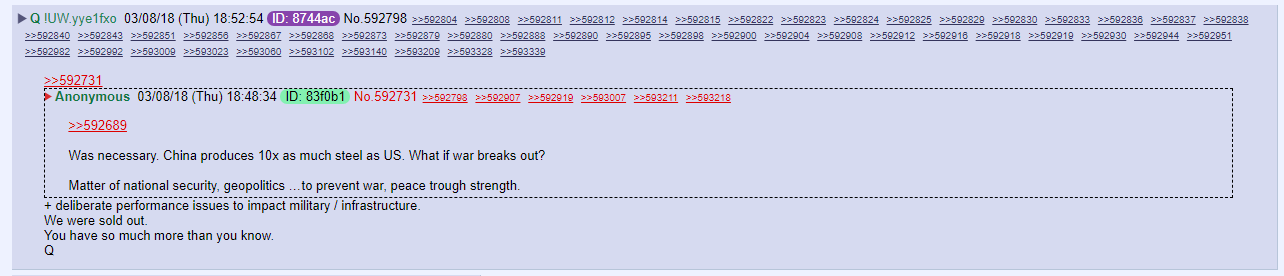 ▶ Q !UW.yye1fxo 03/08/18 (Thu) 18:52:54 ID: 8744ac No.592798 >>592804 >>592808 >>592811 >>592812 >>592814 >>592815 >>592822 >>592823 >>592824 >>592825 >>592829 >>592830 >>592833 >>592836 >>592837 >>592838
>>592840 >>592843 >>592851 >>592856 >>592867 >>592868 >>592873 >>592879 >>592880 >>592888 >>592890 >>592895 >>592898 >>592900 >>592904 >>592908 >>592912 >>592916 >>592918 >>592919 >>592930 >>592944 >>592951
>>592982 >>592992 >>593009 >>593023 >>593060 >>593102 >>593140 >>593209 >>593328 >>593339
>>592731
▶ Anonymous 03/08/18 (Thu) 18:48:34 ID: 83f0b1 No.592731 >>592798 >>592907 >>592919 >>593007 >>593211 >>593218
>>592689
Was necessary. China produces 10x as much steel as US. What if war breaks out?
Matter of national security, geopolitics …to prevent war, peace trough strength.
+ deliberate performance issues to impact military / infrastructure.
We were sold out.
You have so much more than you know.
Q